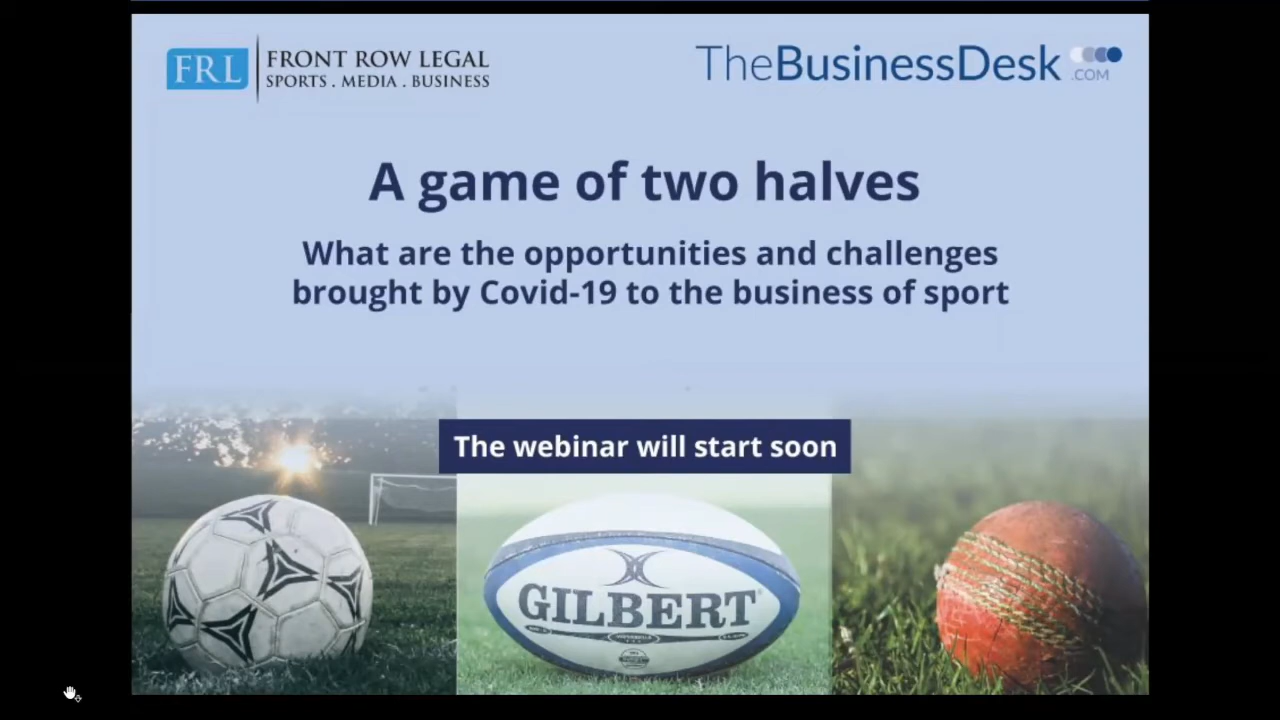 FRL
FRONT ROW LEGAL
SPORTS . MEDIA . BUSINESS
TheBusinessDesk
.COM
A game of two halves
What are the opportunities and challenges
brought by Covid-19 to the business of sport
The webinar will start soon
GILBERT